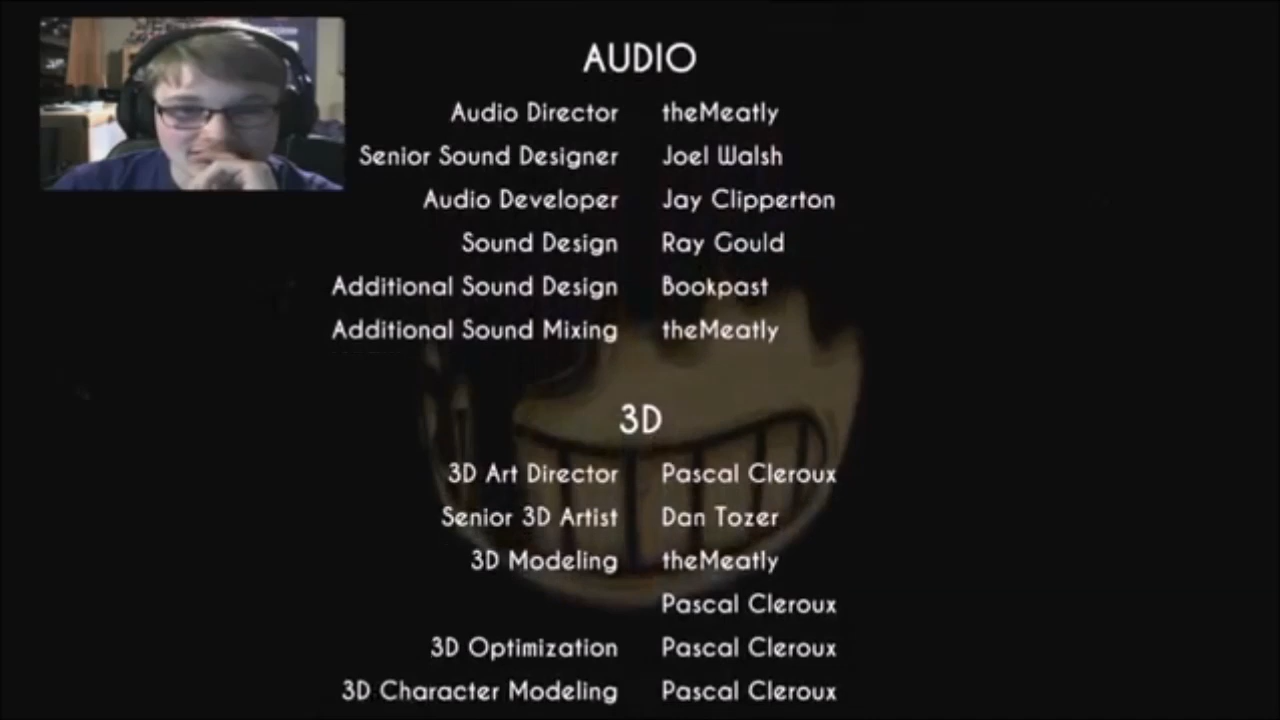 AUDIO
Audio Director theMeatly
Senior Sound Designer Joel Walsh
Audio Developer Jay Clipperton
Sound Design Ray Gould
Additional Sound Design Bookpast
Additional Sound Mixing theMeatly
3D
3D Art Director Pascal Cleroux
Senior 3D Artist Dan Tozer
3D Modeling theMeatly
Pascal Cleroux
3D Optimization Pascal Cleroux
3D Character Modeling Pascal Cleroux